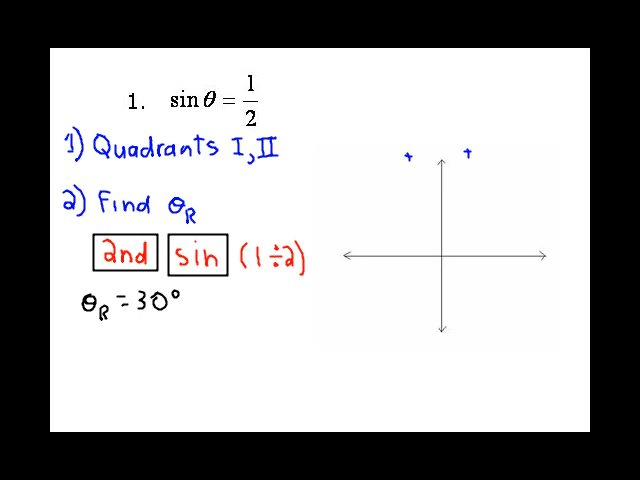 1. sin θ = 1/2
1) Quadrants I, II
+ +
2) Find θR
2nd sin (1÷2)
θR = 30°